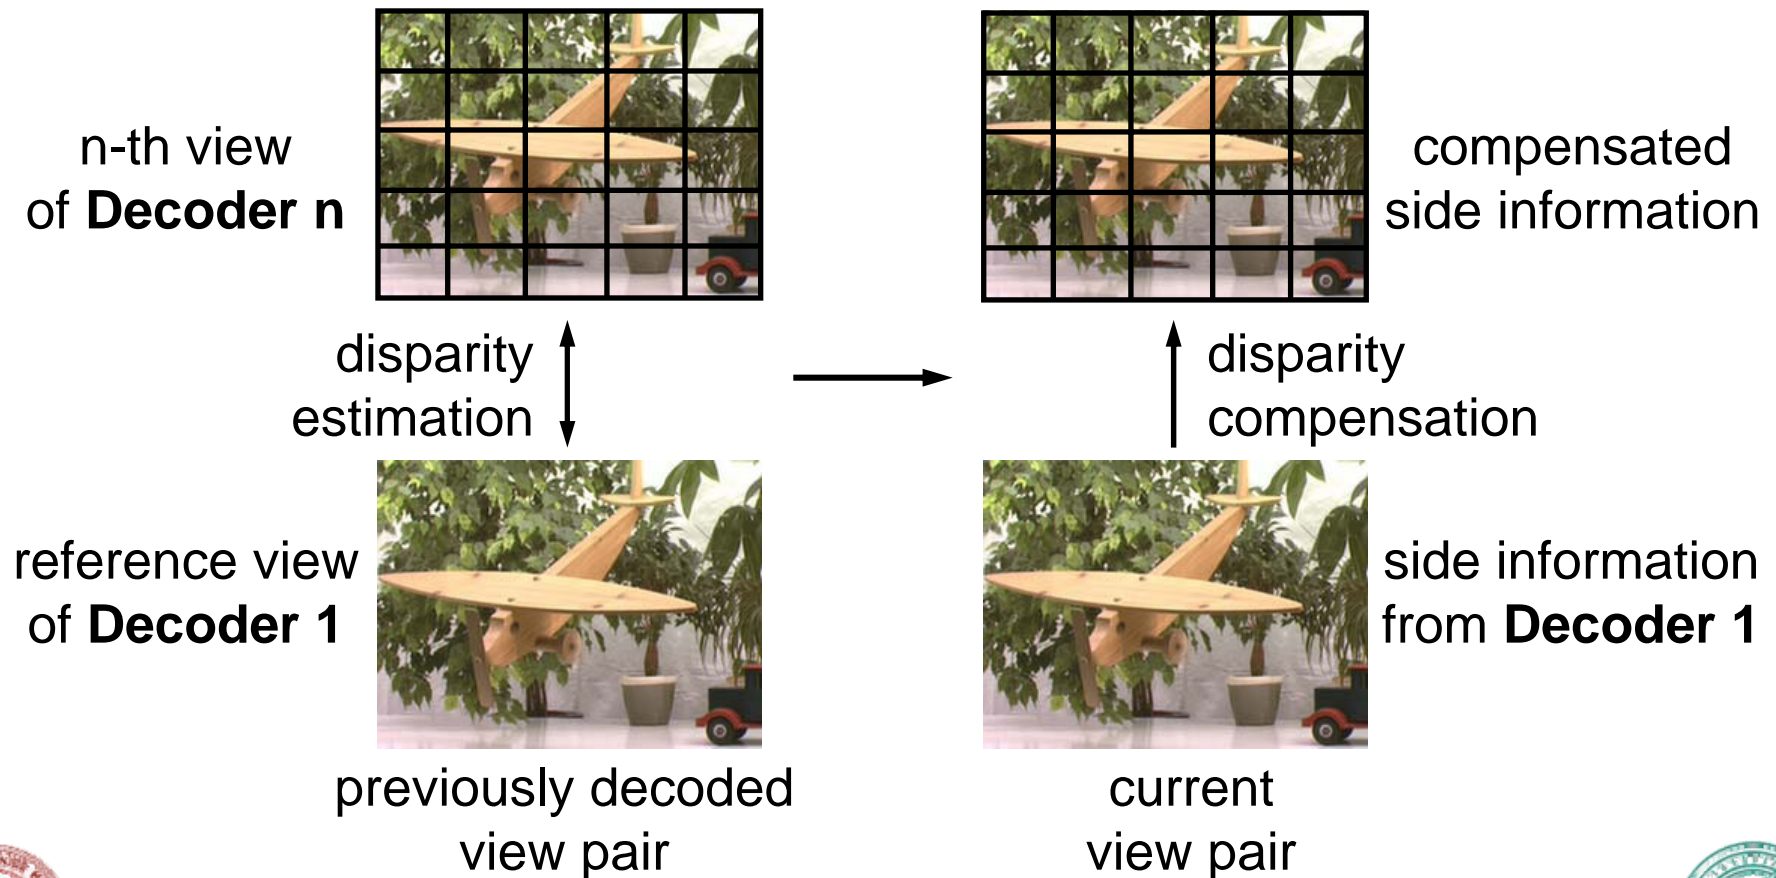 n-th view
of Decoder n
compensated
side information
disparity
estimation
disparity
compensation
reference view
of Decoder 1
side information
from Decoder 1
previously decoded
view pair
current
view pair